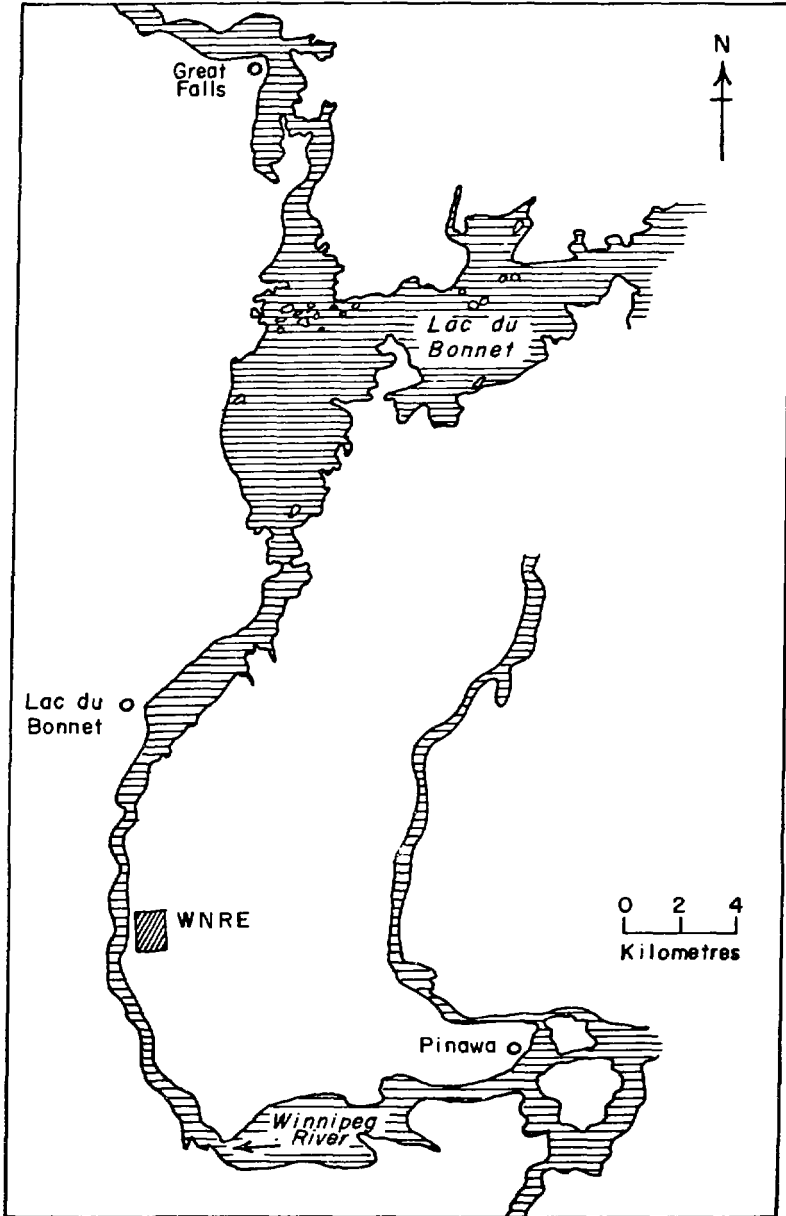 N
Great
Falls
Lac du
Bonnet
Lac du
Bonnet
WNRE
0 2 4
Kilometres
Pinawa
Winnipeg
River